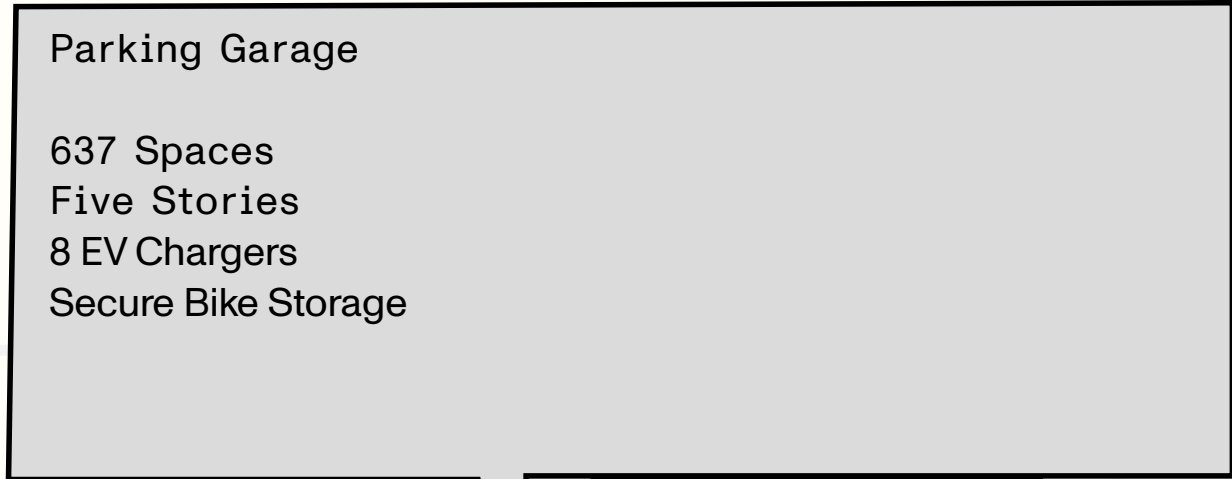 Parking Garage
637 Spaces
Five Stories
8 EV Chargers
Secure Bike Storage